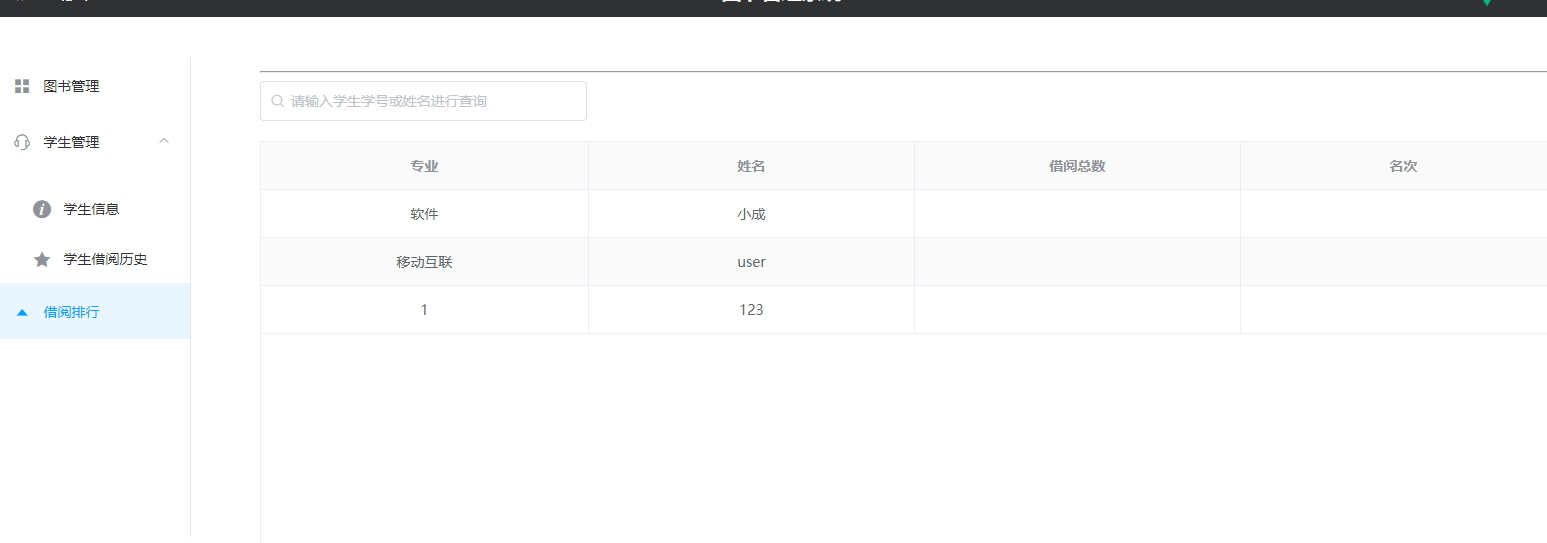 图书管理
学生管理
学生信息
学生借阅历史
借阅排行
请输入学生学号或姓名进行查询
专业 姓名 借阅总数 名次
软件 小成
移动互联 user
1 123